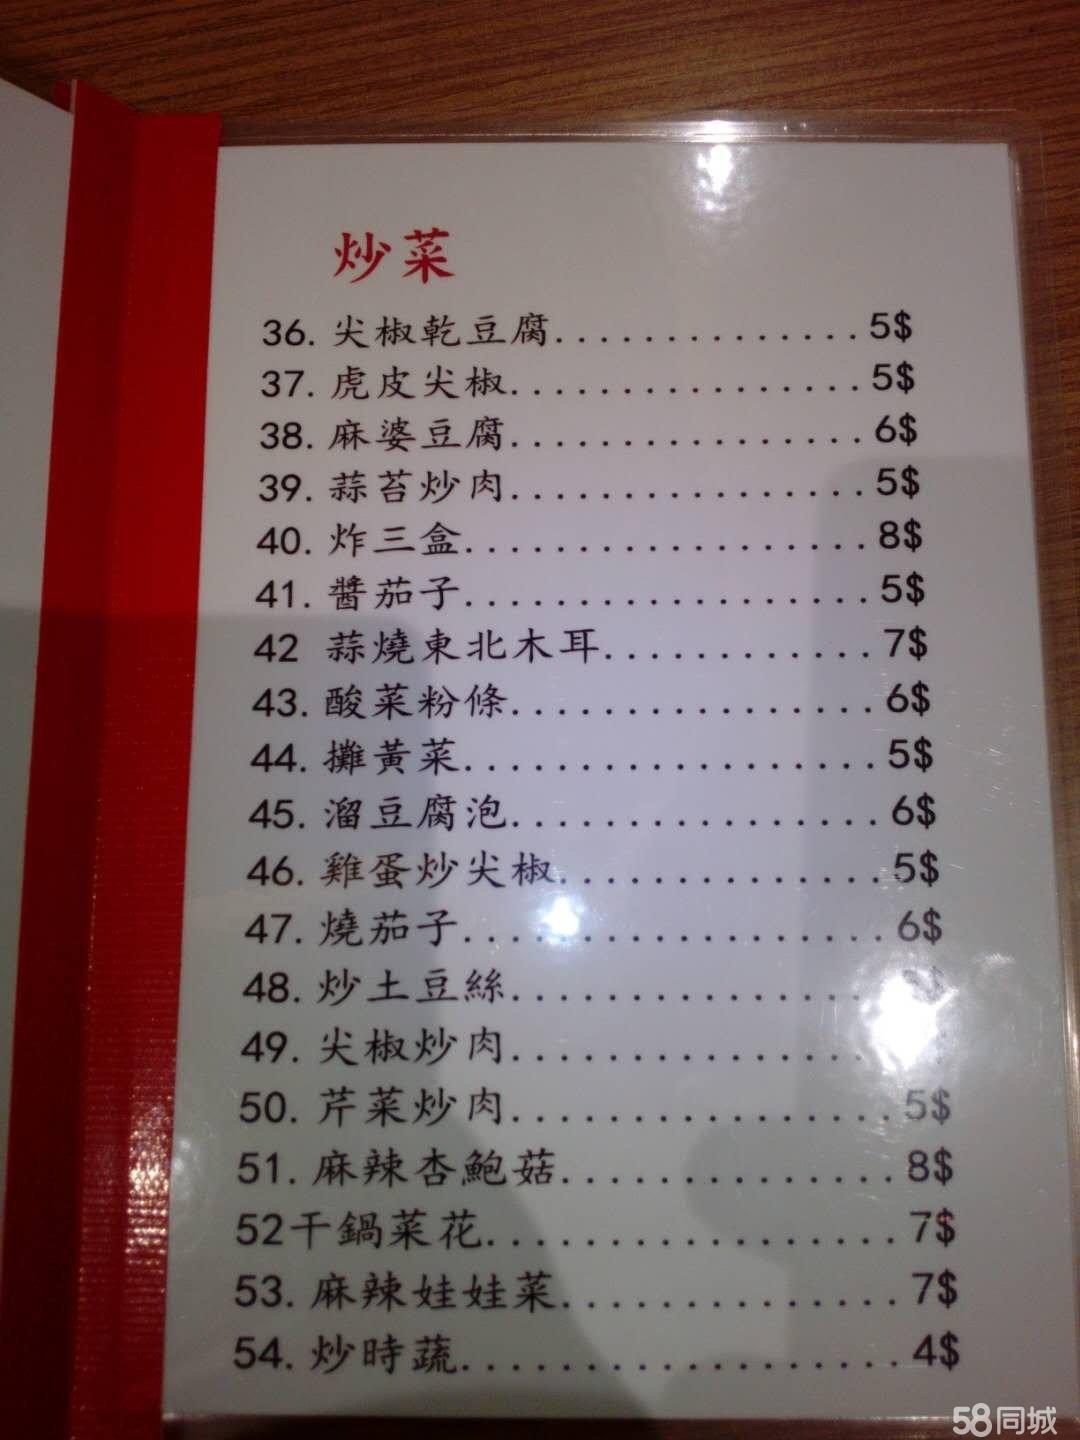 炒菜
36. 尖椒乾豆腐..............5$
37. 虎皮尖椒................5$
38. 麻婆豆腐................6$
39. 蒜苔炒肉................5$
40. 炸三盒..................8$
41. 醬茄子..................5$
42 蒜燒東北木耳............7$
43. 酸菜粉條................6$
44. 攤黃菜..................5$
45. 溜豆腐泡................6$
46. 雞蛋炒尖椒..............5$
47. 燒茄子..................6$
48. 炒土豆絲................$
49. 尖椒炒肉................
50. 芹菜炒肉................5$
51. 麻辣杏鮑菇..............8$
52干鍋菜花..................7$
53. 麻辣娃娃菜..............7$
54. 炒時蔬..................4$
58同城